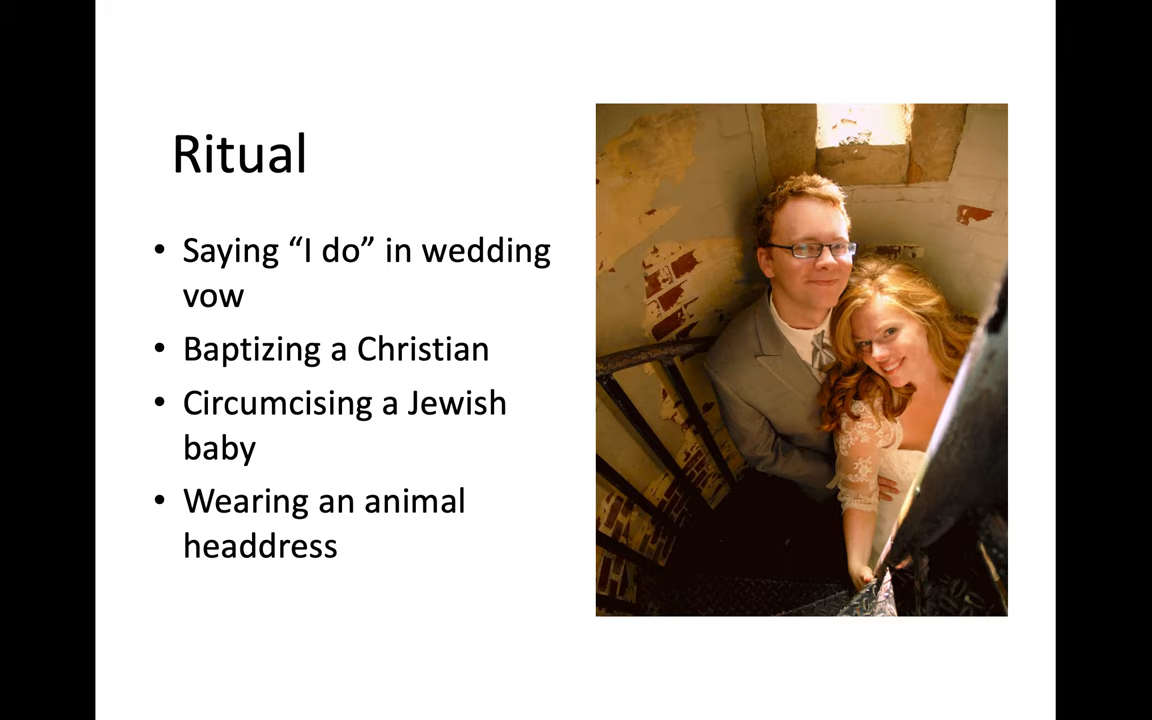 Ritual
• Saying “I do” in wedding
vow
• Baptizing a Christian
• Circumcising a Jewish
baby
• Wearing an animal
headdress